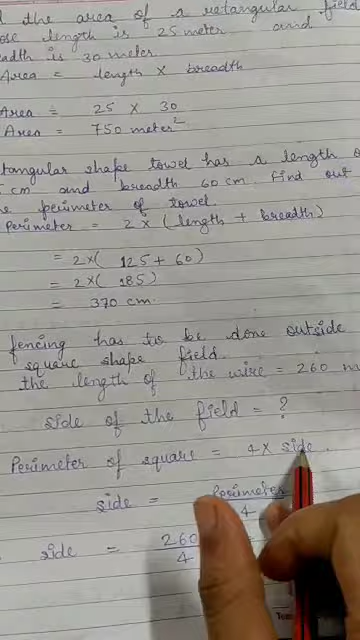 the area of a rectangular field
length is 25 meter and
breadth is 30 meter.
Area = length × breadth
Area = 25 × 30
Area = 750 meter²
shape towel has a length
cm and breadth 60 cm. find out
perimeter of towel.
Perimeter = 2×(length + breadth)
= 2×( 125 + 60)
= 2×( 185)
= 370 cm.
fencing has to be done outside
square shape field.
the length of the wire = 260 m
side of the field = ?
Perimeter of square = 4 × side.
side = Perimeter
4
side = 260
4